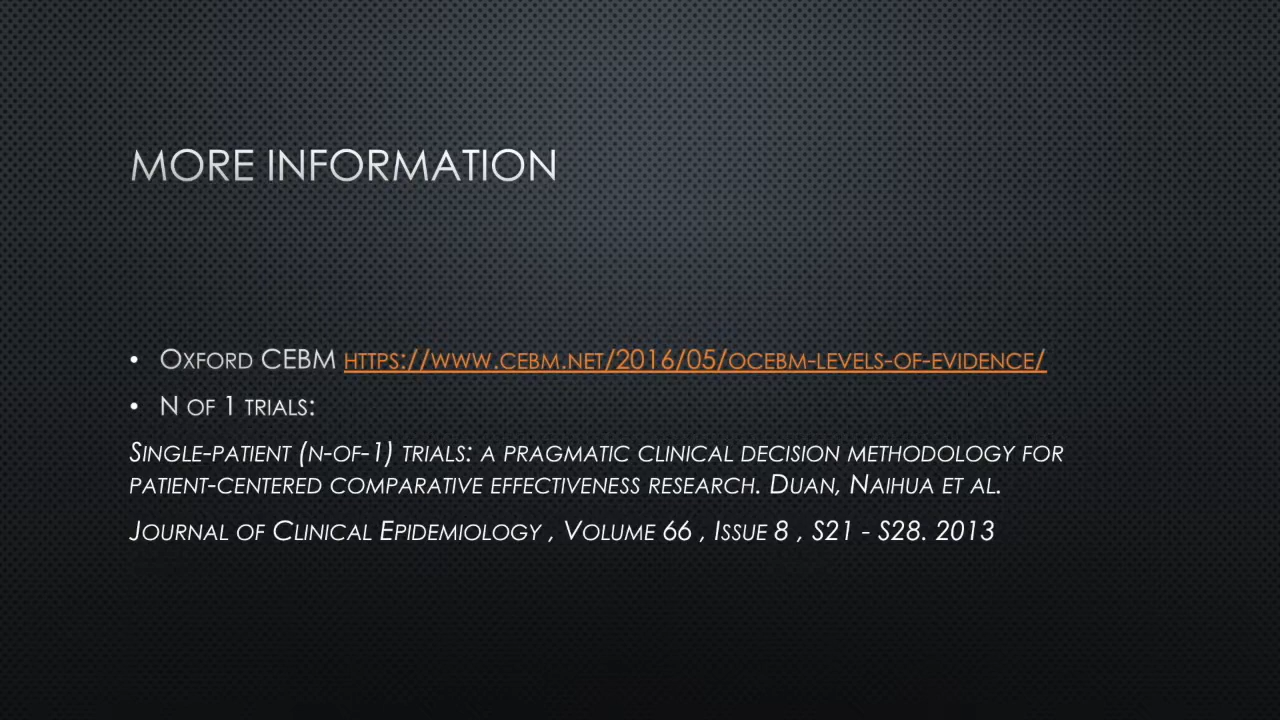 MORE INFORMATION
• OXFORD CEBM HTTPS://WWW.CEBM.NET/2016/05/OCEBM-LEVELS-OF-EVIDENCE/
• N OF 1 TRIALS:
SINGLE-PATIENT (N-OF-1) TRIALS: A PRAGMATIC CLINICAL DECISION METHODOLOGY FOR
PATIENT-CENTERED COMPARATIVE EFFECTIVENESS RESEARCH. DUAN, NAIHUA ET AL.
JOURNAL OF CLINICAL EPIDEMIOLOGY , VOLUME 66 , ISSUE 8 , S21 - S28. 2013